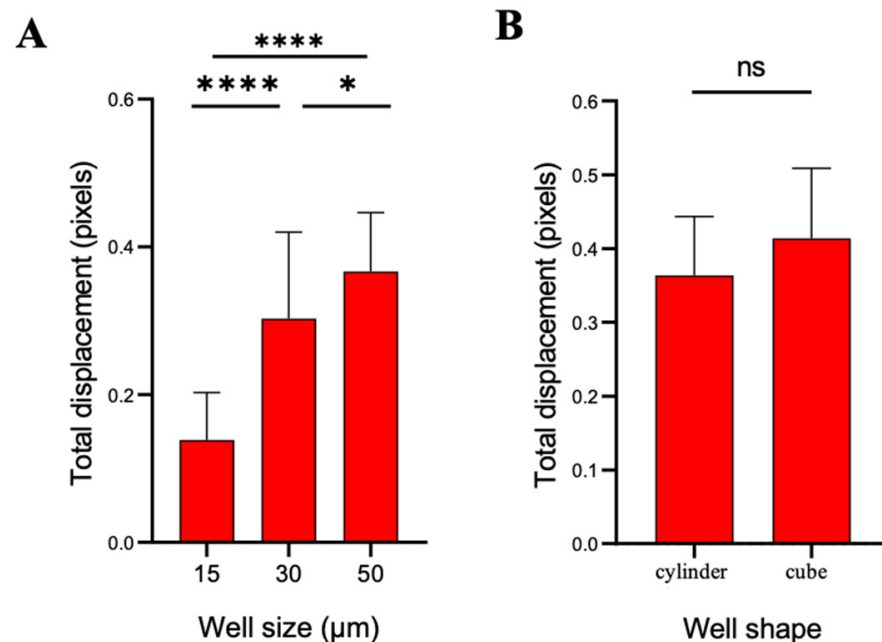 A
****
**** *
Total displacement (pixels)
0.6
0.4
0.2
0.0
15 30 50
Well size (µm)
B
ns
Total displacement (pixels)
0.6
0.5
0.4
0.3
0.2
0.1
0.0
cylinder cube
Well shape